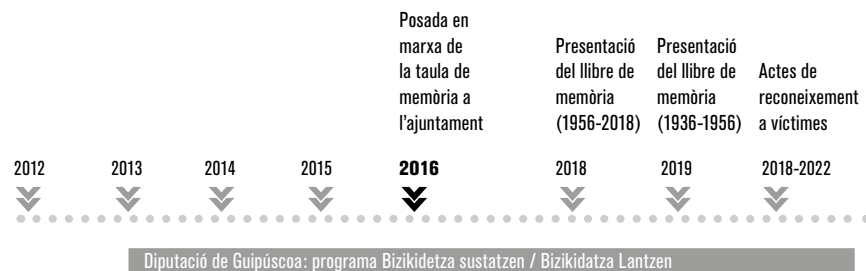 Posada en
marxa de
la taula de
memòria a
l'ajuntament
Presentació
del llibre de
memòria
(1956-2018)
Presentació
del llibre de
memòria
(1936-1956)
Actes de
reconeixement
a víctimes
2012
2013
2014
2015
2016
2018
2019
2018-2022
Diputació de Guipúscoa: programa Bizikidetza sustatzen / Bizikidatza Lantzen